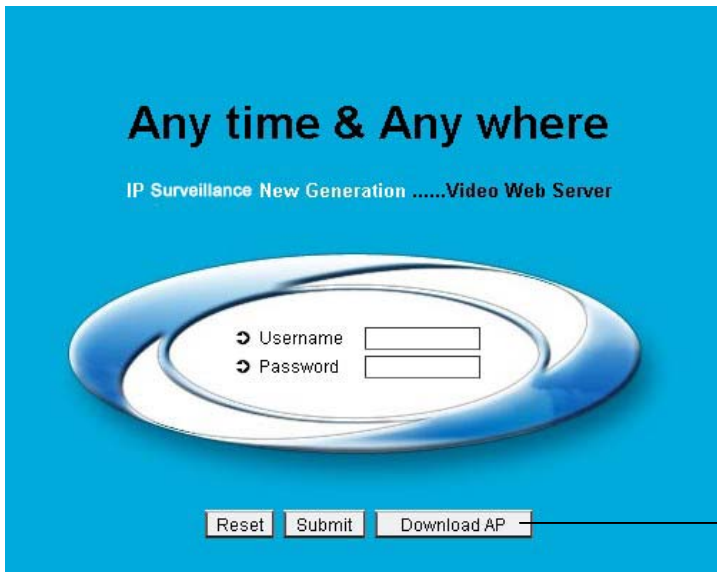 Any time & Any where
IP Surveillance New Generation ......Video Web Server
Username
Password
Reset Submit Download AP